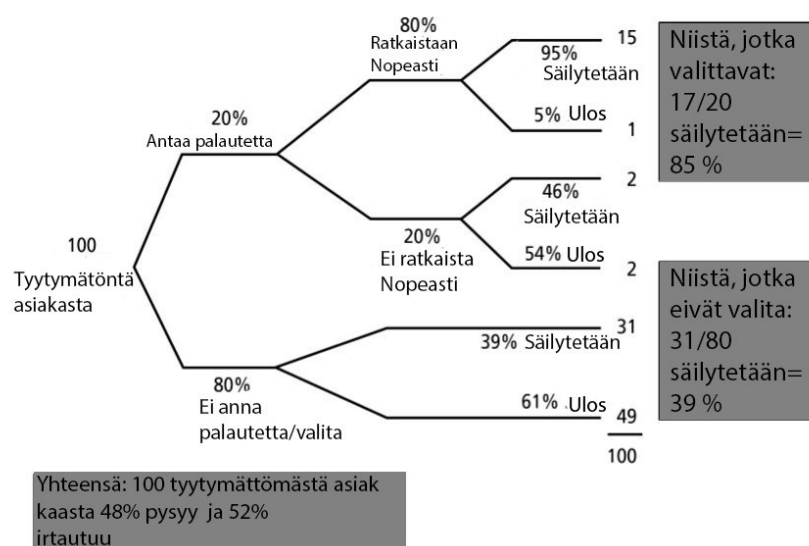 100
Tyytymätöntä
asiakasta
20%
Antaa palautetta
80%
Ratkaistaan
Nopeasti
95%
Säilytetään
15
5% Ulos
1
20%
Ei ratkaista
Nopeasti
46%
Säilytetään
2
54% Ulos
2
80%
Ei anna
palautetta/valita
39% Säilytetään
31
61% Ulos
49
100
Niistä, jotka
valittavat:
17/20
säilytetään=
85 %
Niistä, jotka
eivät valita:
31/80
säilytetään=
39 %
Yhteensä: 100 tyytymättömästä asiak
kaasta 48% pysyy ja 52%
irtautuu